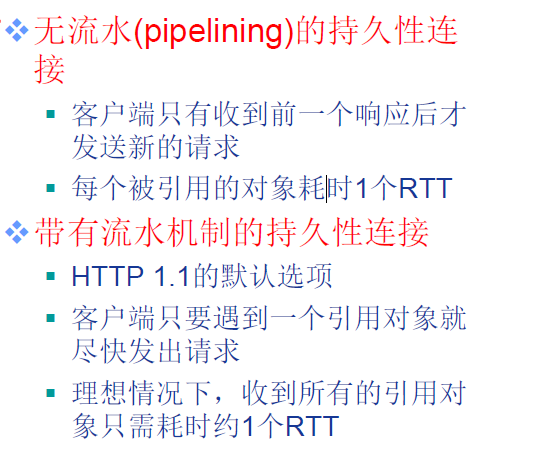 无流水(pipelining)的持久性连
接
客户端只有收到前一个响应后才
发送新的请求
每个被引用的对象耗时1个RTT
带有流水机制的持久性连接
HTTP 1.1的默认选项
客户端只要遇到一个引用对象就
尽快发出请求
理想情况下，收到所有的引用对
象只需耗时约1个RTT